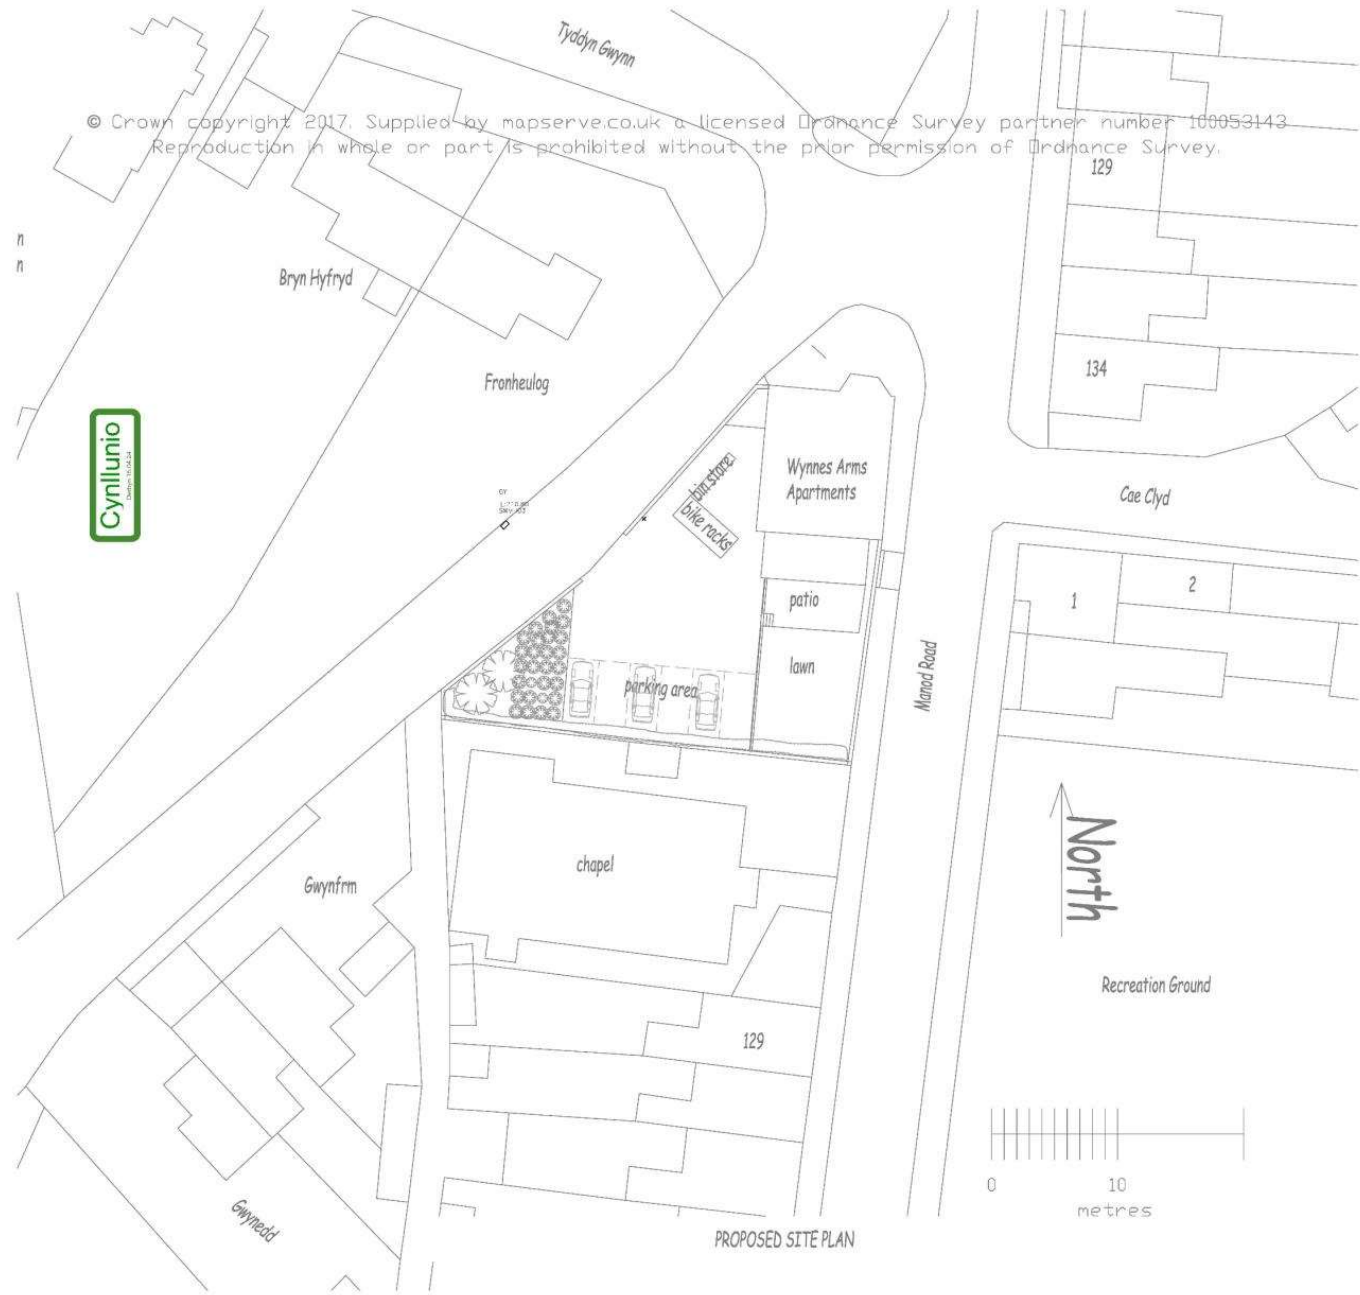 Tyddyn Gwynn
© Crown copyright 2017. Supplied by mapserve.co.uk a licensed Ordnance Survey partner number 100053143
Reproduction in whole or part is prohibited without the prior permission of Ordnance Survey.
129
n
n
Bryn Hyfryd
134
Fronheulog
Cynllunio
Wynnes Arms
Apartments
bin store
bike racks
Cae Clyd
1
2
patio
lawn
Manod Road
parking area
North
chapel
Gwynfrm
Recreation Ground
129
Gwynedd
0 10
metres
PROPOSED SITE PLAN